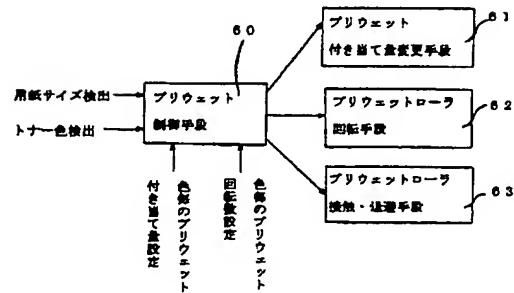 60
プリウェット
制御手段
用紙サイズ検出
トナー色検出
プリウェット
付き当て量変更手段
61
プリウェットローラ
回転手段
62
プリウェットローラ
接触・退避手段
63
色毎のプリウェット
付き当て量設定
色毎のプリウェット
回転数設定